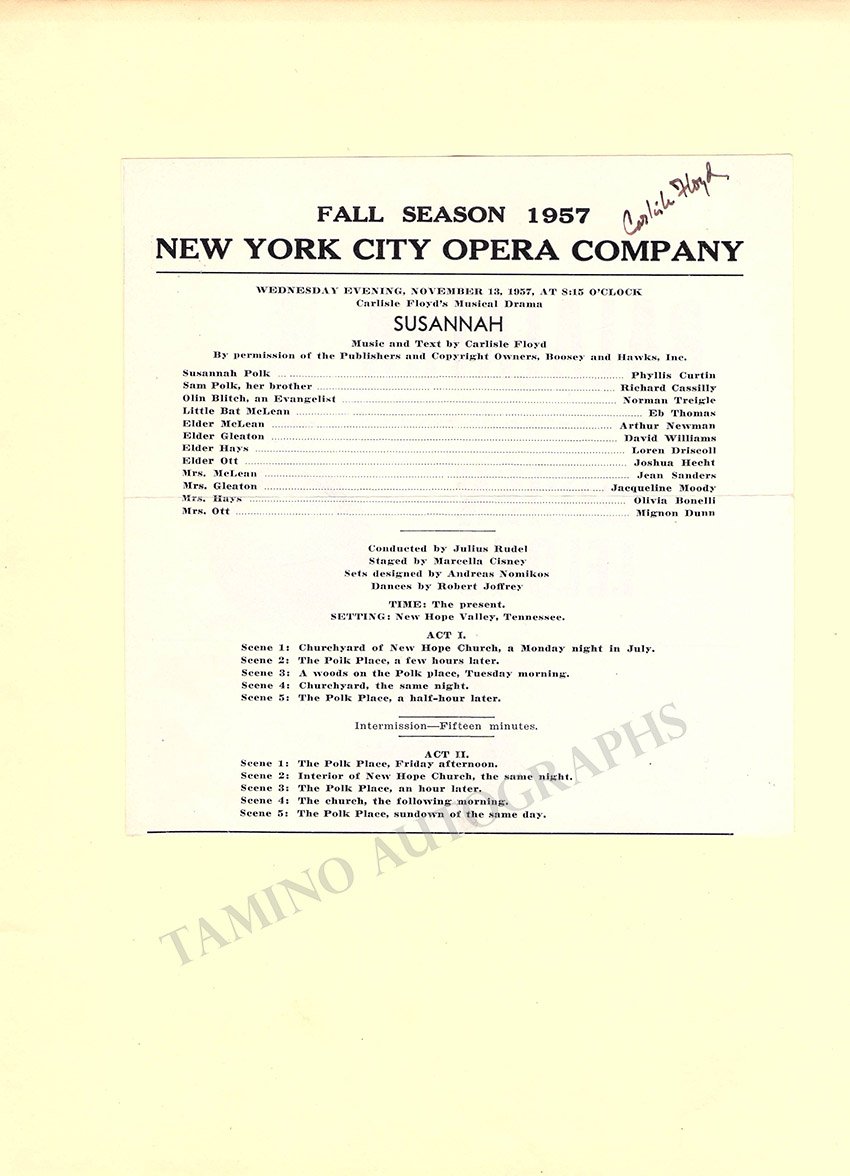 Carlisle Floyd
FALL SEASON 1957
NEW YORK CITY OPERA COMPANY
WEDNESDAY EVENING, NOVEMBER 13, 1957, AT 8:15 O'CLOCK
Carlisle Floyd's Musical Drama
SUSANNAH
Music and Text by Carlisle Floyd
By permission of the Publishers and Copyright Owners, Boosey and Hawks, Inc.
Susannah Polk ... Phyllis Curtin
Sam Polk, her brother ... Richard Cassilly
Olin Blitch, an Evangelist ... Norman Treigle
Little Bat McLean ... Eb Thomas
Elder McLean ... Arthur Newman
Elder Gleaton ... David Williams
Elder Hays ... Loren Driscoll
Elder Ott ... Joshua Hecht
Mrs. McLean ... Jean Sanders
Mrs. Gleaton ... Jacqueline Moody
Mrs. Hays ... Olivia Bonelli
Mrs. Ott ... Mignon Dunn
Conducted by Julius Rudel
Staged by Marcella Cisney
Sets designed by Andreas Nomikos
Dances by Robert Joffrey
TIME: The present.
SETTING: New Hope Valley, Tennessee.
ACT I.
Scene 1: Churchyard of New Hope Church, a Monday night in July.
Scene 2: The Polk Place, a few hours later.
Scene 3: A woods on the Polk place, Tuesday morning.
Scene 4: Churchyard, the same night.
Scene 5: The Polk Place, a half-hour later.
Intermission—Fifteen minutes.
ACT II.
Scene 1: The Polk Place, Friday afternoon.
Scene 2: Interior of New Hope Church, the same night.
Scene 3: The Polk Place, an hour later.
Scene 4: The church, the following morning.
Scene 5: The Polk Place, sundown of the same day.
TAMINO AUTOGRAPHS